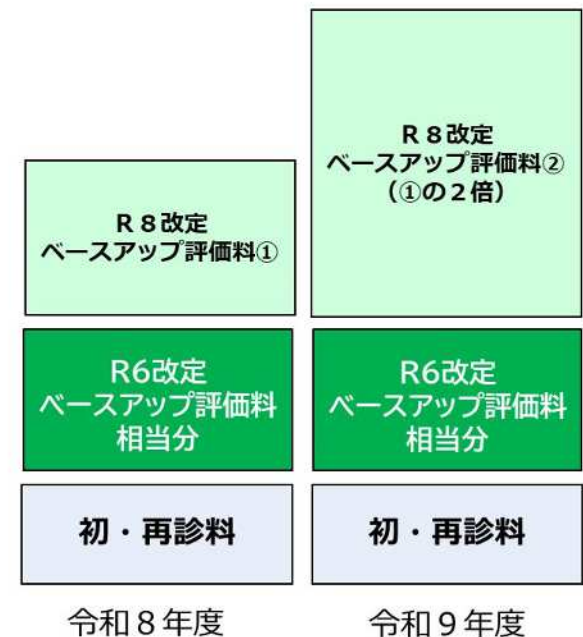 R８改定
ベースアップ評価料①
R6改定
ベースアップ評価料
相当分
初・再診料
令和８年度
R８改定
ベースアップ評価料②
（①の２倍）
R6改定
ベースアップ評価料
相当分
初・再診料
令和９年度